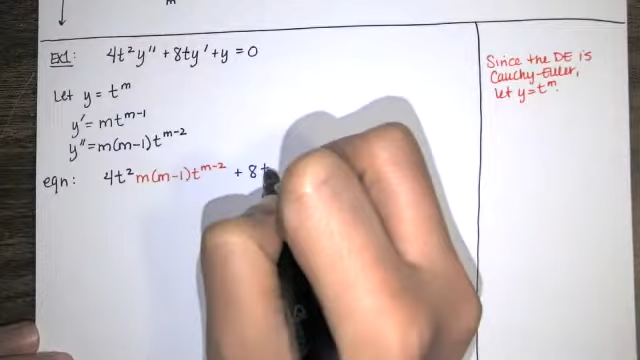 m
Ex1: 4t²y'' + 8ty' + y = 0
Let y = t^m
y' = mt^(m-1)
y'' = m(m-1)t^(m-2)
eqn: 4t² m(m-1)t^(m-2) + 8t
Since the DE is
Cauchy-Euler,
let y=t^m.